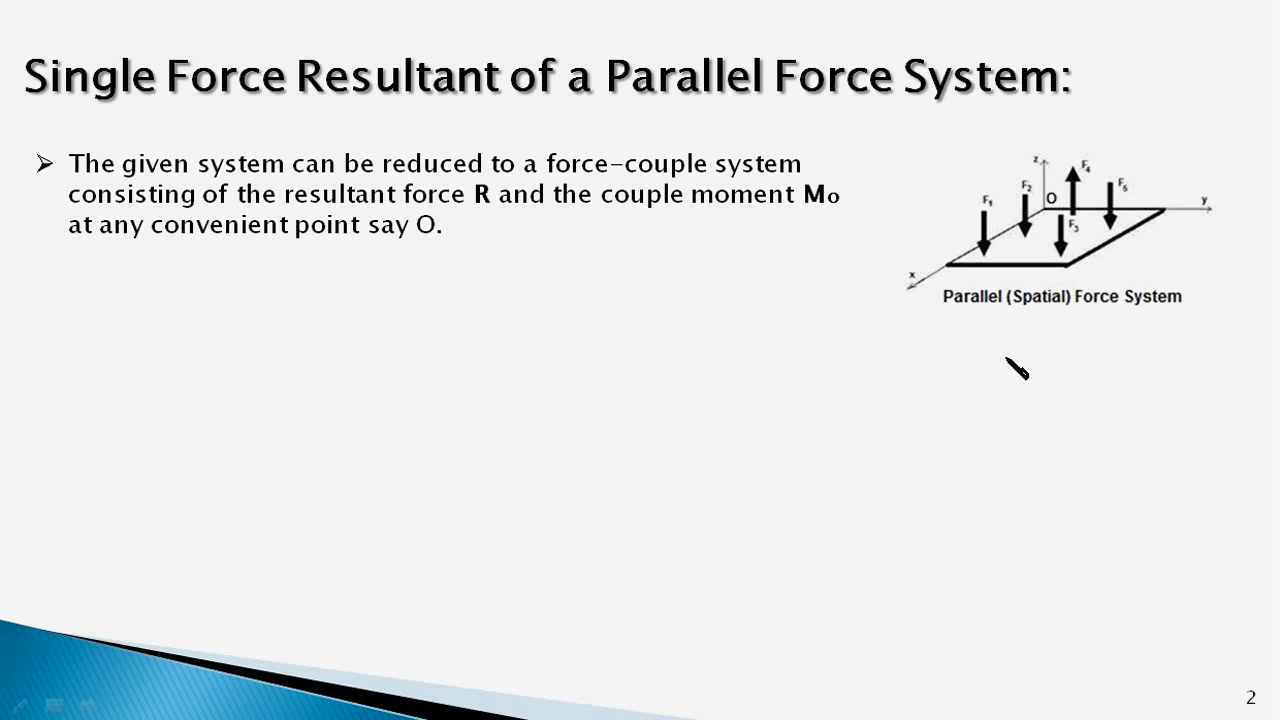 Single Force Resultant of a Parallel Force System:
➢ The given system can be reduced to a force-couple system
consisting of the resultant force R and the couple moment Mo
at any convenient point say O.
z
F4
F2
F5
F1
O
y
F3
x
Parallel (Spatial) Force System
2